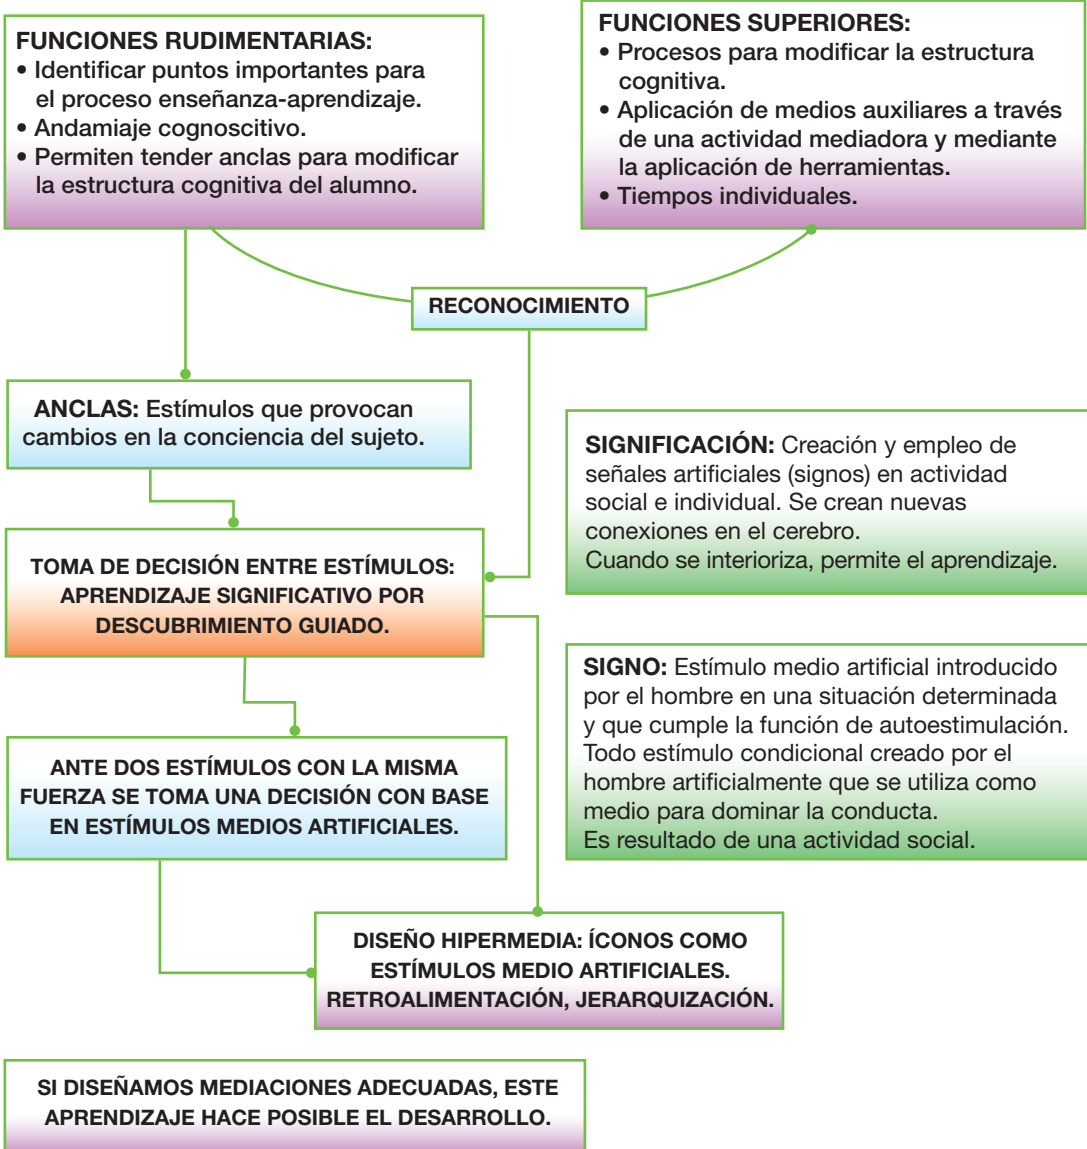 FUNCIONES RUDIMENTARIAS:
• Identificar puntos importantes para
el proceso enseñanza-aprendizaje.
• Andamiaje cognoscitivo.
• Permiten tender anclas para modificar
la estructura cognitiva del alumno.
FUNCIONES SUPERIORES:
• Procesos para modificar la estructura
cognitiva.
• Aplicación de medios auxiliares a través
de una actividad mediadora y mediante
la aplicación de herramientas.
• Tiempos individuales.
RECONOCIMIENTO
ANCLAS: Estímulos que provocan
cambios en la conciencia del sujeto.
SIGNIFICACIÓN: Creación y empleo de
señales artificiales (signos) en actividad
social e individual. Se crean nuevas
conexiones en el cerebro.
Cuando se interioriza, permite el aprendizaje.
TOMA DE DECISIÓN ENTRE ESTÍMULOS:
APRENDIZAJE SIGNIFICATIVO POR
DESCUBRIMIENTO GUIADO.
SIGNO: Estímulo medio artificial introducido
por el hombre en una situación determinada
y que cumple la función de autoestimulación.
Todo estímulo condicional creado por el
hombre artificialmente que se utiliza como
medio para dominar la conducta.
Es resultado de una actividad social.
ANTE DOS ESTÍMULOS CON LA MISMA
FUERZA SE TOMA UNA DECISIÓN CON BASE
EN ESTÍMULOS MEDIOS ARTIFICIALES.
DISEÑO HIPERMEDIA: ÍCONOS COMO
ESTÍMULOS MEDIO ARTIFICIALES.
RETROALIMENTACIÓN, JERARQUIZACIÓN.
SI DISEÑAMOS MEDIACIONES ADECUADAS, ESTE
APRENDIZAJE HACE POSIBLE EL DESARROLLO.